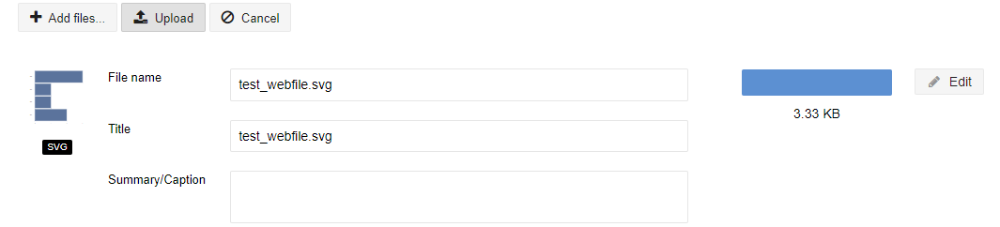 Add files...
Upload
Cancel
File name
test_webfile.svg
3.33 KB
Edit
Title
test_webfile.svg
SVG
Summary/Caption